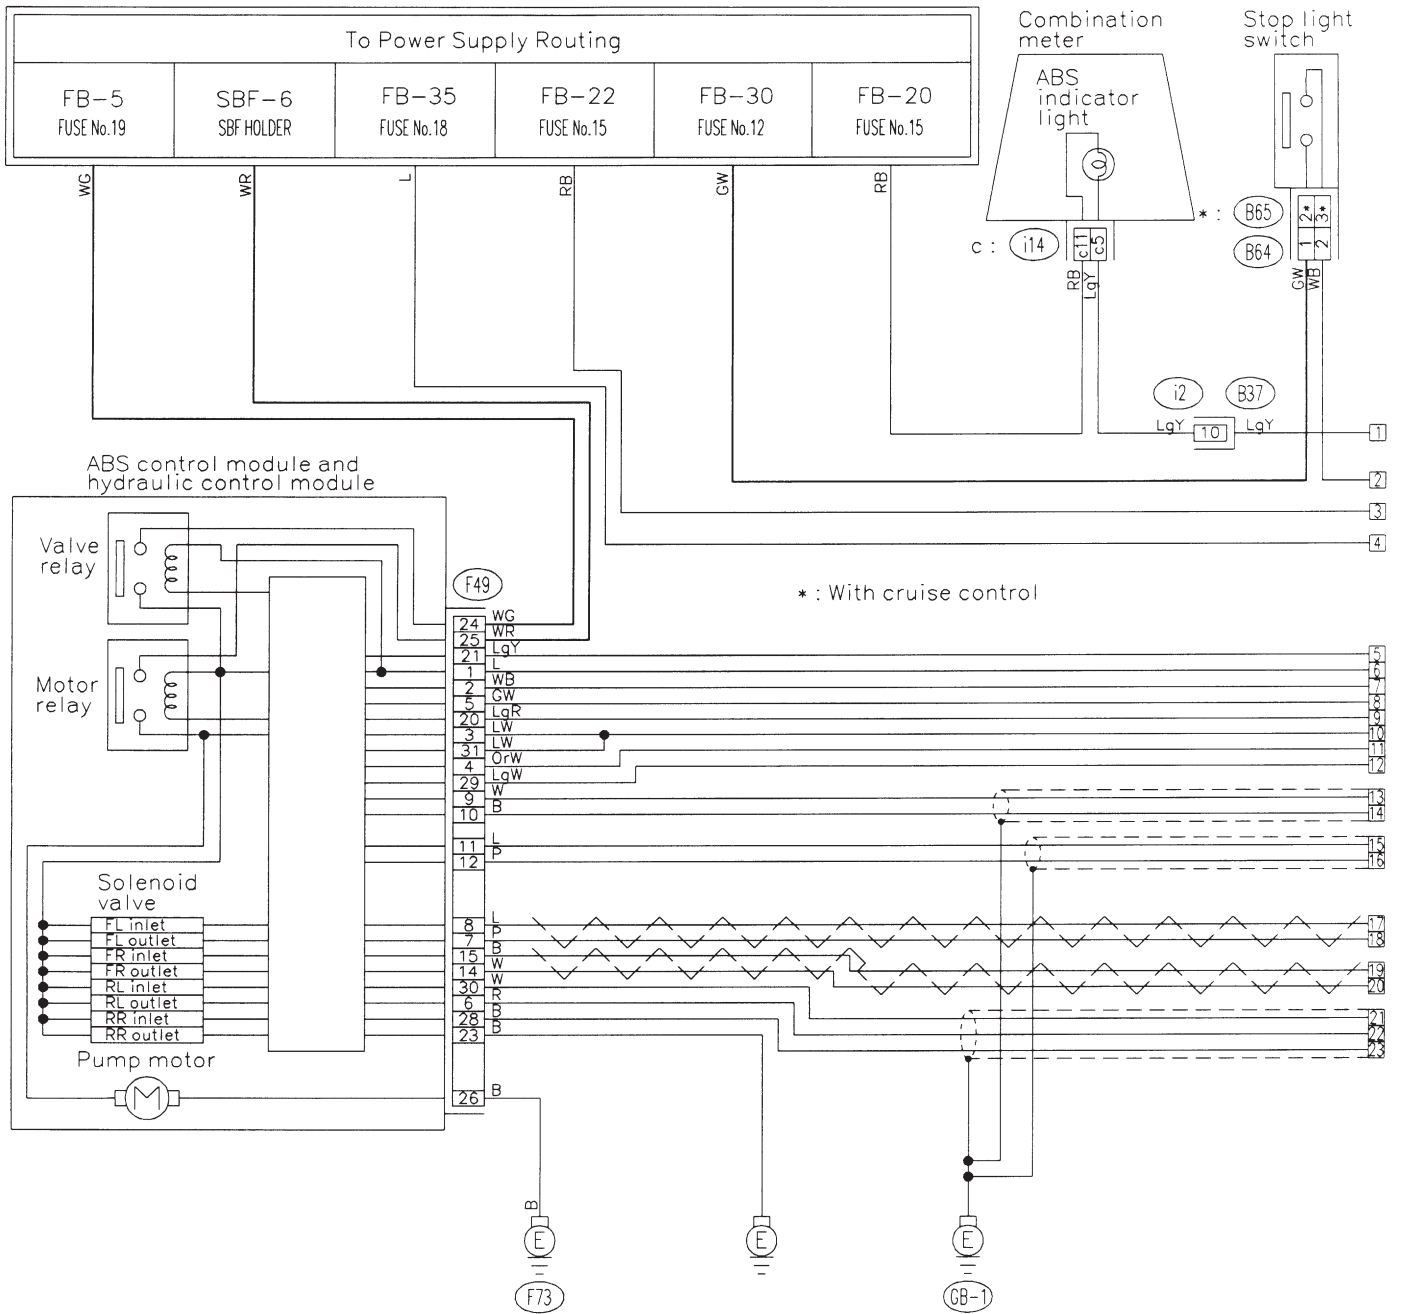 To Power Supply Routing
FB-5
FUSE No.19
SBF-6
SBF HOLDER
FB-35
FUSE No.18
FB-22
FUSE No.15
FB-30
FUSE No.12
FB-20
FUSE No.15
WG
WR
L
RB
GW
RB
Combination
meter
ABS
indicator
light
c : i14
c11
c5
RB
LgY
Stop light
switch
* : B65
B64
2*
3*
1
2
GW
WB
i2
B37
LgY
10
LgY
1
2
3
4
* : With cruise control
ABS control module and
hydraulic control module
Valve
relay
Motor
relay
F49
24 WG
25 WR
21 LgY 5
1 L 6
2 WB 7
5 GW 8
20 LgR 9
3 LW 10
31 LW 11
4 OrW 12
29 LgW
9 W 13
10 B 14
11 L 15
12 P 16
8 L 17
7 P 18
15 B 19
14 W 20
30 W 21
6 R 22
28 B 23
23 B
26 B
Solenoid
valve
FL inlet
FL outlet
FR inlet
FR outlet
RL inlet
RL outlet
RR inlet
RR outlet
Pump motor
M
B
E
E
E
F73
GB-1